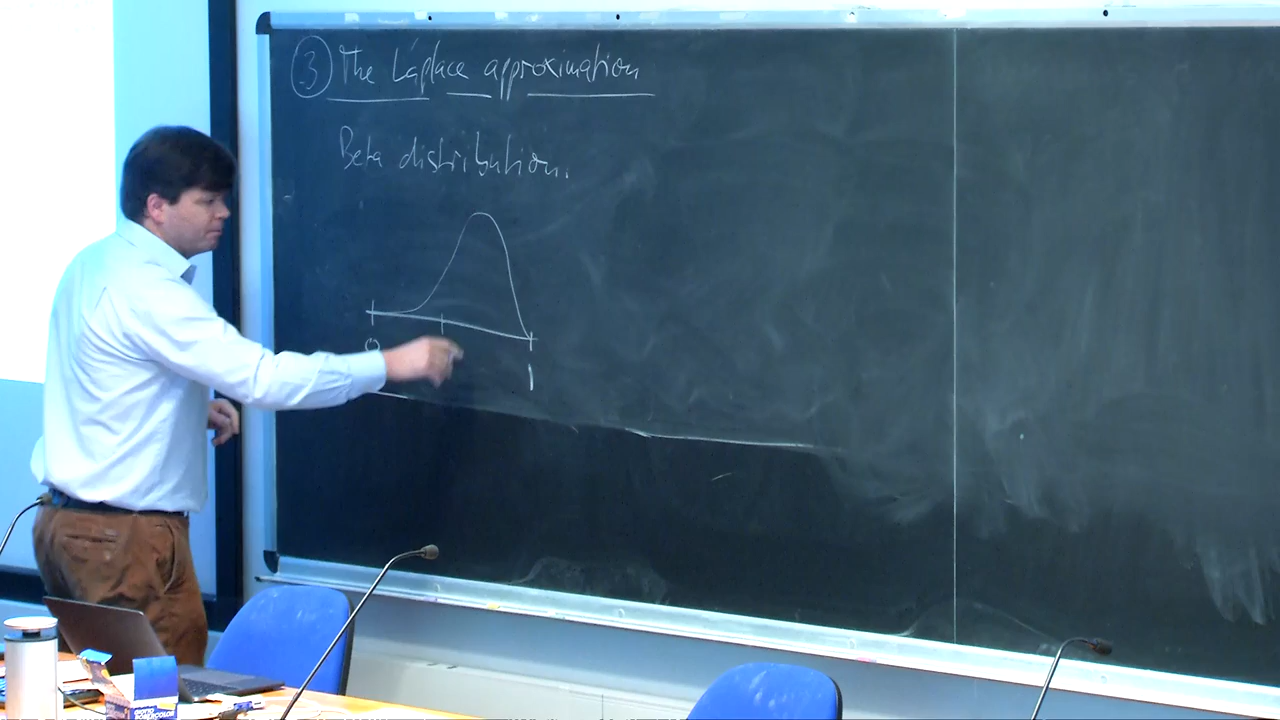 ③ The Laplace approximation
Beta distribution.
0
1